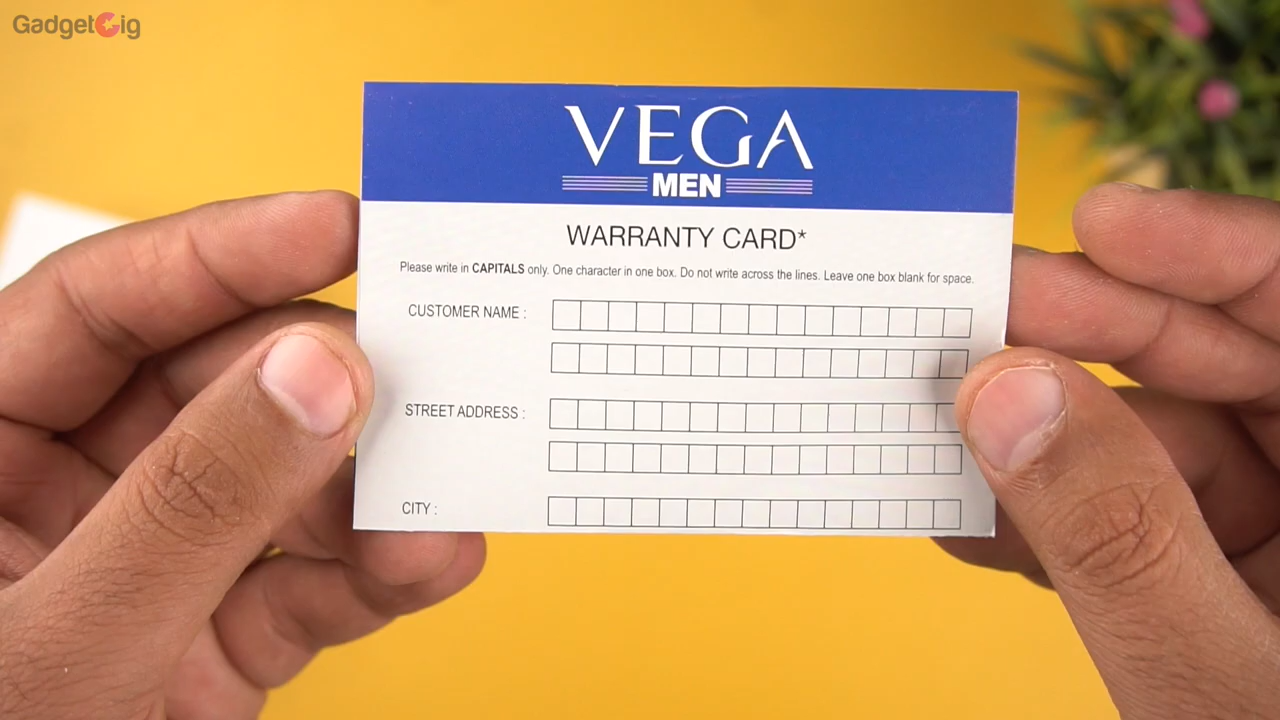 GadgetGig
VEGA
MEN
WARRANTY CARD*
Please write in CAPITALS only. One character in one box. Do not write across the lines. Leave one box blank for space.
CUSTOMER NAME :
STREET ADDRESS :
CITY :